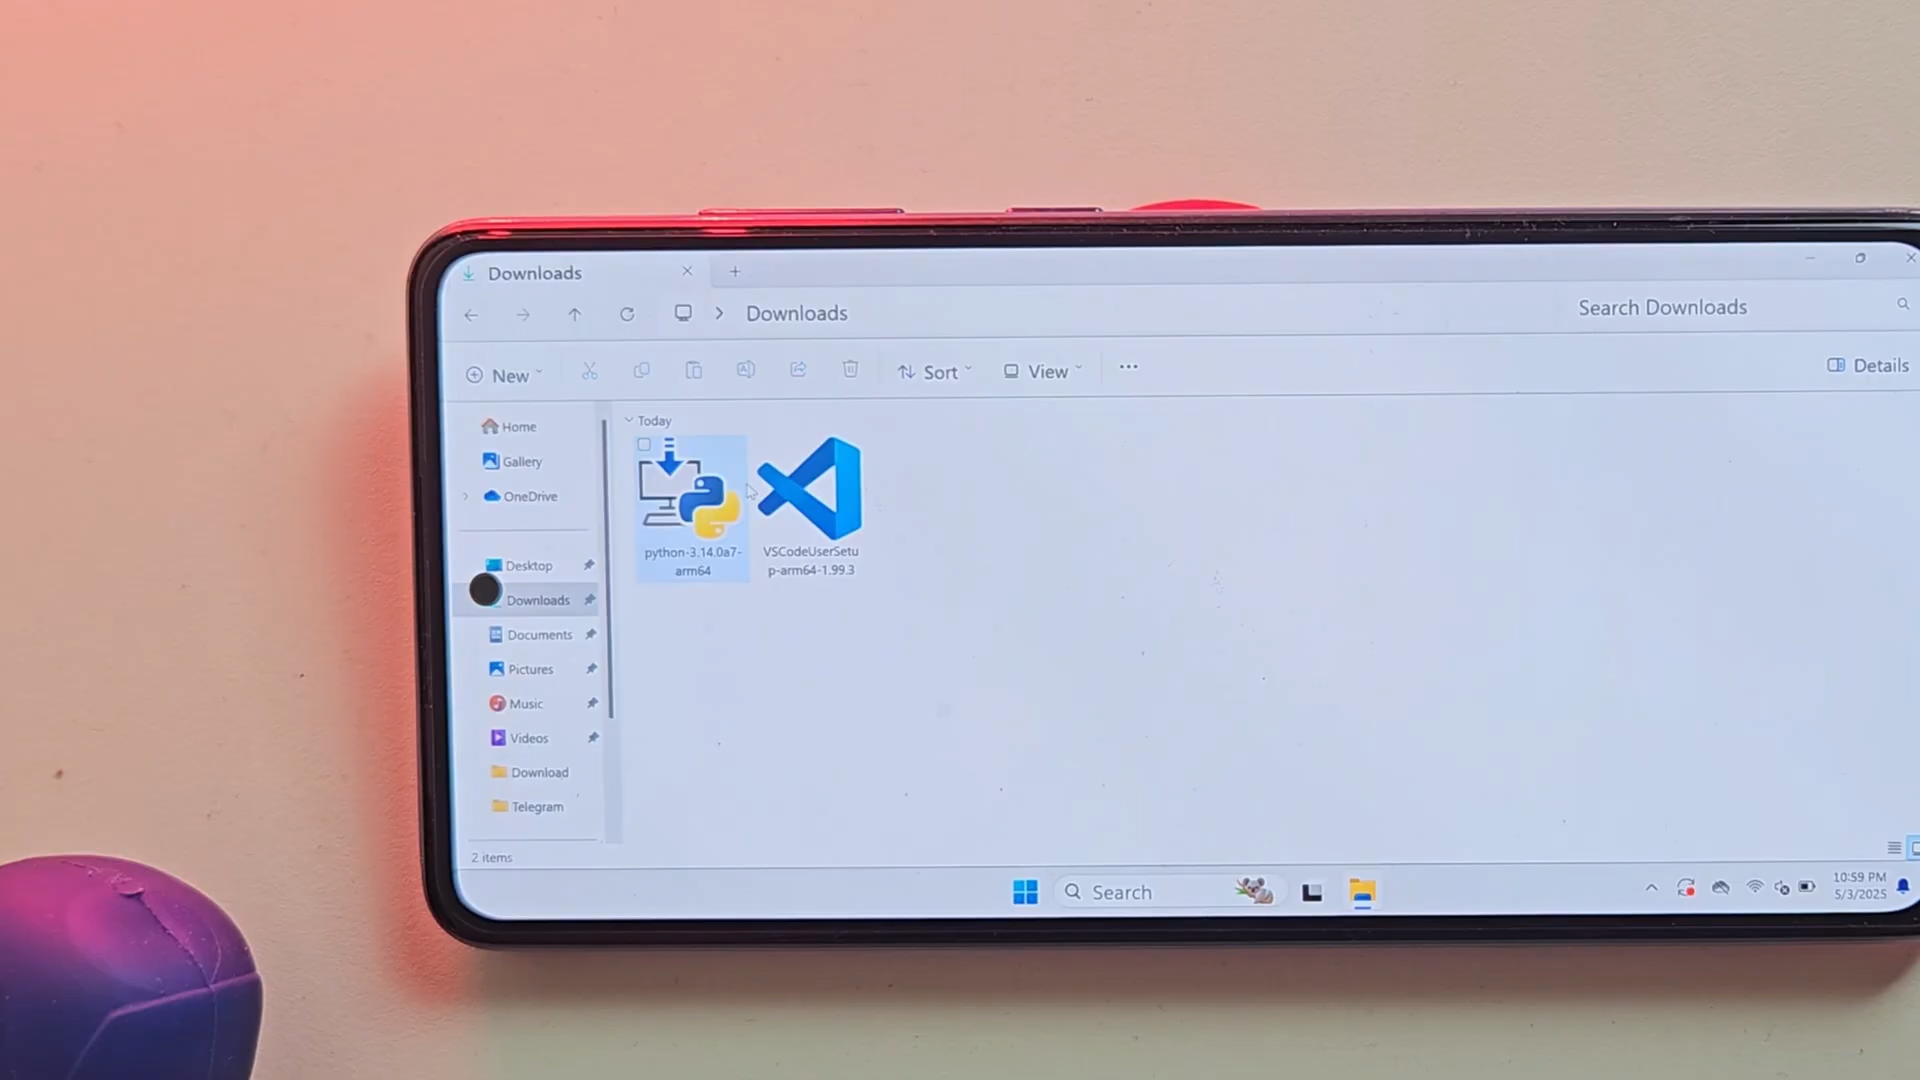 Downloads
Downloads
Search Downloads
New
Sort
View
Details
Home
Gallery
OneDrive
Desktop
Downloads
Documents
Pictures
Music
Videos
Download
Telegram
Today
python-3.14.0a7-
arm64
VSCodeUserSetu
p-arm64-1.99.3
2 items
Search
10:59 PM
5/3/2025